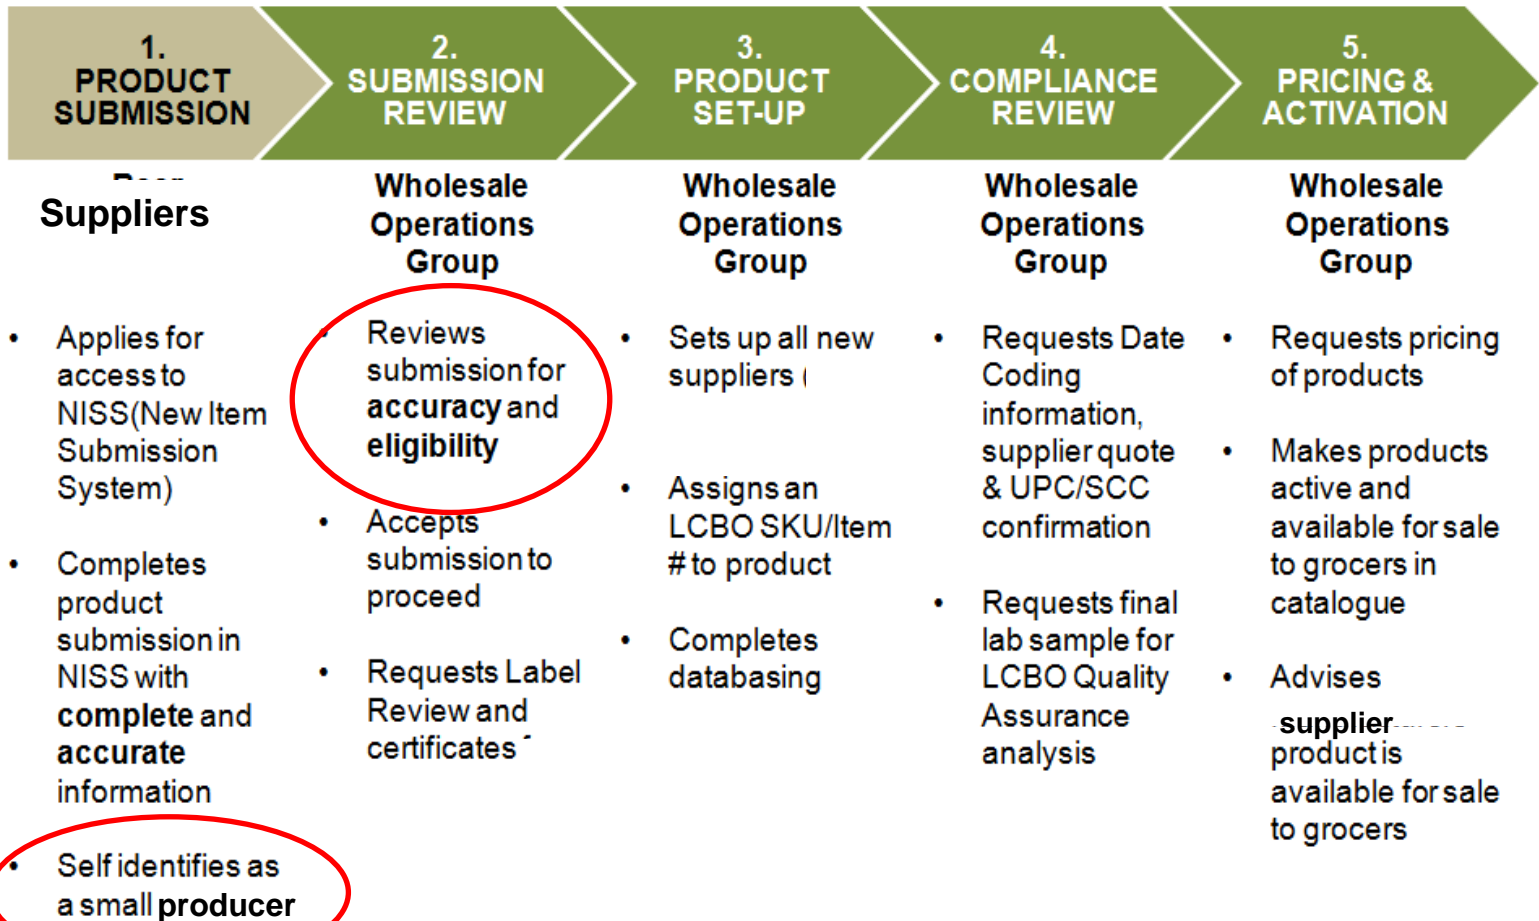 1.
PRODUCT
SUBMISSION
2.
SUBMISSION
REVIEW
3.
PRODUCT
SET-UP
4.
COMPLIANCE
REVIEW
5.
PRICING &
ACTIVATION
Suppliers
• Applies for
access to
NISS(New Item
Submission
System)
• Completes
product
submission in
NISS with
complete and
accurate
information
• Self identifies as
a small producer
Wholesale
Operations
Group
• Reviews
submission for
accuracy and
eligibility
• Accepts
submission to
proceed
• Requests Label
Review and
certificates
Wholesale
Operations
Group
• Sets up all new
suppliers (
• Assigns an
LCBO SKU/Item
# to product
• Completes
databasing
Wholesale
Operations
Group
• Requests Date
Coding
information,
supplier quote
& UPC/SCC
confirmation
• Requests final
lab sample for
LCBO Quality
Assurance
analysis
Wholesale
Operations
Group
• Requests pricing
of products
• Makes products
active and
available for sale
to grocers in
catalogue
• Advises
supplier
product is
available for sale
to grocers